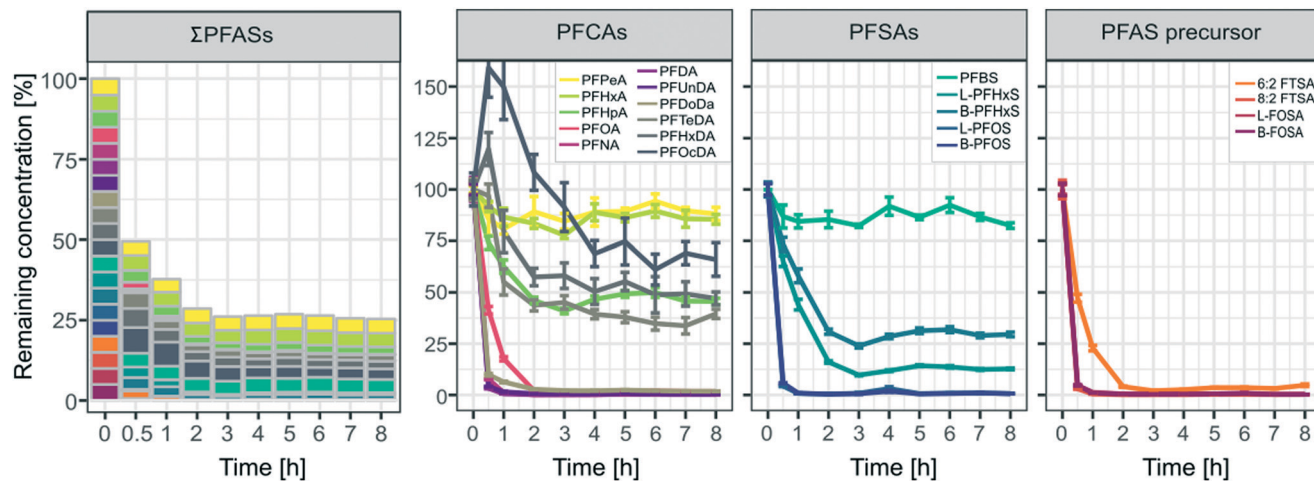 ΣPFASs
PFCAs
PFSAs
PFAS precursor
Remaining concentration [%]
100
75
50
25
0
0 0.5 1 2 3 4 5 6 7 8
Time [h]
150
125
100
75
50
25
0
PFPeA
PFHxA
PFHpA
PFOA
PFNA
PFDA
PFUnDA
PFDoDa
PFTeDA
PFHxDA
PFOcDA
0 1 2 3 4 5 6 7 8
Time [h]
PFBS
L-PFHxS
B-PFHxS
L-PFOS
B-PFOS
0 1 2 3 4 5 6 7 8
Time [h]
6:2 FTSA
8:2 FTSA
L-FOSA
B-FOSA
0 1 2 3 4 5 6 7 8
Time [h]